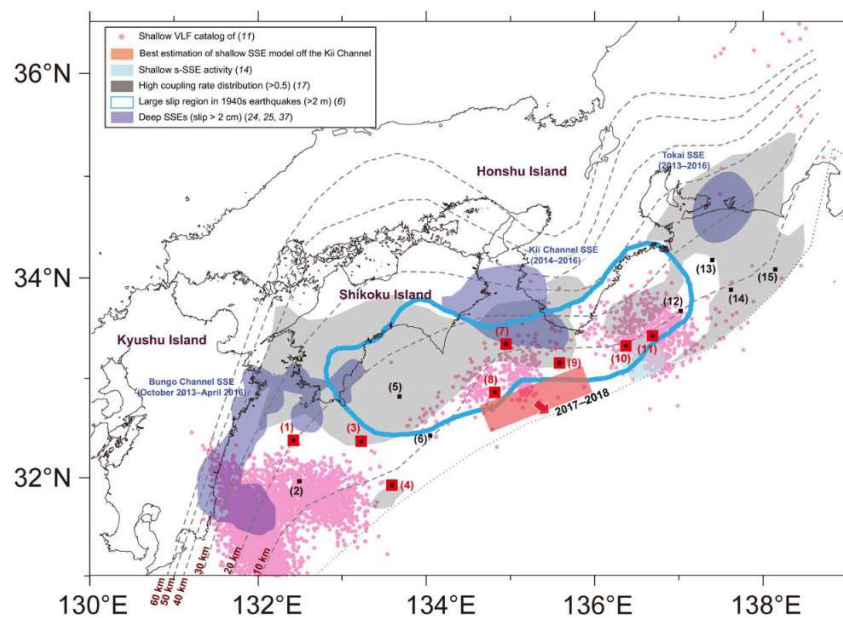 Shallow VLF catalog of (11)
Best estimation of shallow SSE model off the Kii Channel
Shallow s-SSE activity (14)
High coupling rate distribution (>0.5) (17)
Large slip region in 1940s earthquakes (>2 m) (6)
Deep SSEs (slip > 2 cm) (24, 25, 37)
36°N
34°N
32°N
Tokai SSE
(2013–2016)
Honshu Island
Kii Channel SSE
(2014–2016)
Shikoku Island
Kyushu Island
Bungo Channel SSE
(October 2013–April 2016)
(13)
(15)
(14)
(12)
(7)
(10)
(11)
(9)
(8)
(5)
2017–2018
(1)
(3)
(6)
(2)
(4)
60 km
50 km
40 km
30 km
20 km
10 km
130°E
132°E
134°E
136°E
138°E